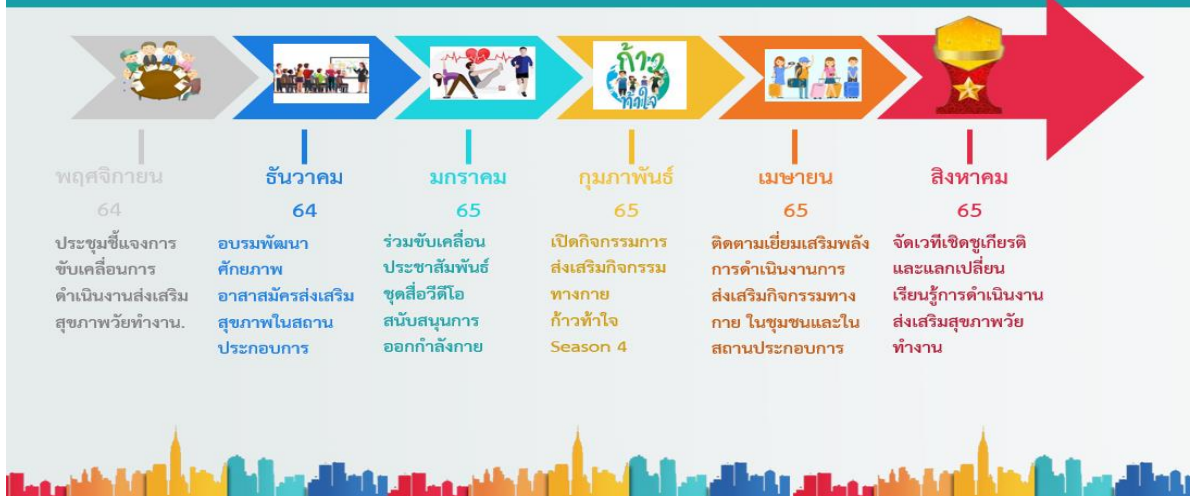 ก้าว
ท้าใจ
พฤศจิกายน
64
ประชุมชี้แจงการ
ขับเคลื่อนการ
ดำเนินงานส่งเสริม
สุขภาพวัยทำงาน.
ธันวาคม
64
อบรมพัฒนา
ศักยภาพ
อาสาสมัครส่งเสริม
สุขภาพในสถาน
ประกอบการ
มกราคม
65
ร่วมขับเคลื่อน
ประชาสัมพันธ์
ชุดสื่อวีดีโอ
สนับสนุนการ
ออกกำลังกาย
กุมภาพันธ์
65
เปิดกิจกรรมการ
ส่งเสริมกิจกรรม
ทางกาย
ก้าวท้าใจ
Season 4
เมษายน
65
ติดตามเยี่ยมเสริมพลัง
การดำเนินงานการ
ส่งเสริมกิจกรรมทาง
กาย ในชุมชนและใน
สถานประกอบการ
สิงหาคม
65
จัดเวทีเชิดชูเกียรติ
และแลกเปลี่ยน
เรียนรู้การดำเนินงาน
ส่งเสริมสุขภาพวัย
ทำงาน